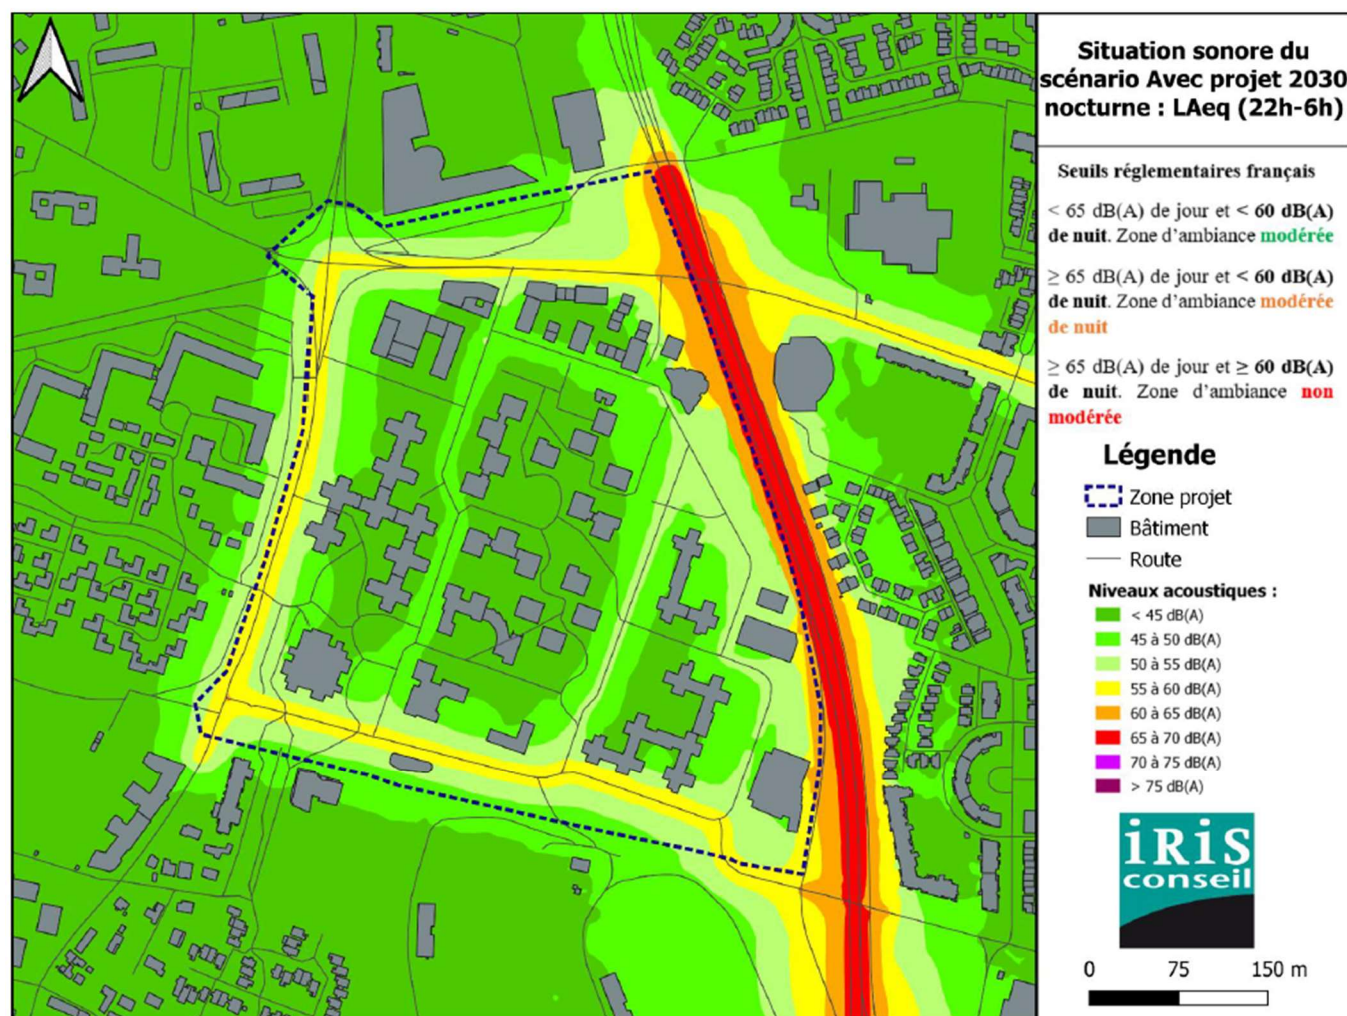 Situation sonore du
scénario Avec projet 2030
nocturne : LAeq (22h-6h)
Seuils réglementaires français
< 65 dB(A) de jour et < 60 dB(A)
de nuit. Zone d’ambiance modérée
≥ 65 dB(A) de jour et < 60 dB(A)
de nuit. Zone d’ambiance modérée
de nuit
≥ 65 dB(A) de jour et ≥ 60 dB(A)
de nuit. Zone d’ambiance non
modérée
Légende
Zone projet
Bâtiment
Route
Niveaux acoustiques :
< 45 dB(A)
45 à 50 dB(A)
50 à 55 dB(A)
55 à 60 dB(A)
60 à 65 dB(A)
65 à 70 dB(A)
70 à 75 dB(A)
> 75 dB(A)
iRiS
conseil
0 75 150 m